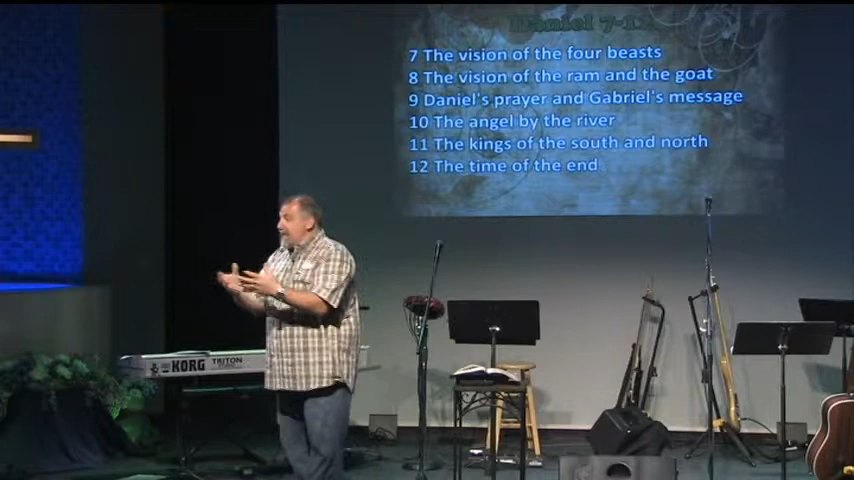 Daniel 7-12
7 The vision of the four beasts
8 The vision of the ram and the goat
9 Daniel's prayer and Gabriel's message
10 The angel by the river
11 The kings of the south and north
12 The time of the end
KORG TRITON